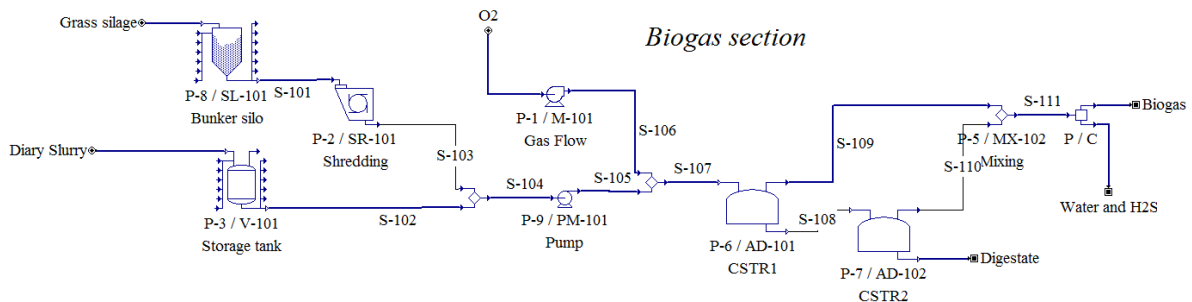 Biogas section
Grass silage
S-101
P-8 / SL-101
Bunker silo
P-2 / SR-101
Shredding
S-103
Diary Slurry
P-3 / V-101
Storage tank
S-102
S-104
P-9 / PM-101
Pump
S-105
O2
P-1 / M-101
Gas Flow
S-106
S-107
P-6 / AD-101
CSTR1
S-108
S-109
P-7 / AD-102
CSTR2
Digestate
S-110
P-5 / MX-102
Mixing
S-111
P / C
Biogas
Water and H2S